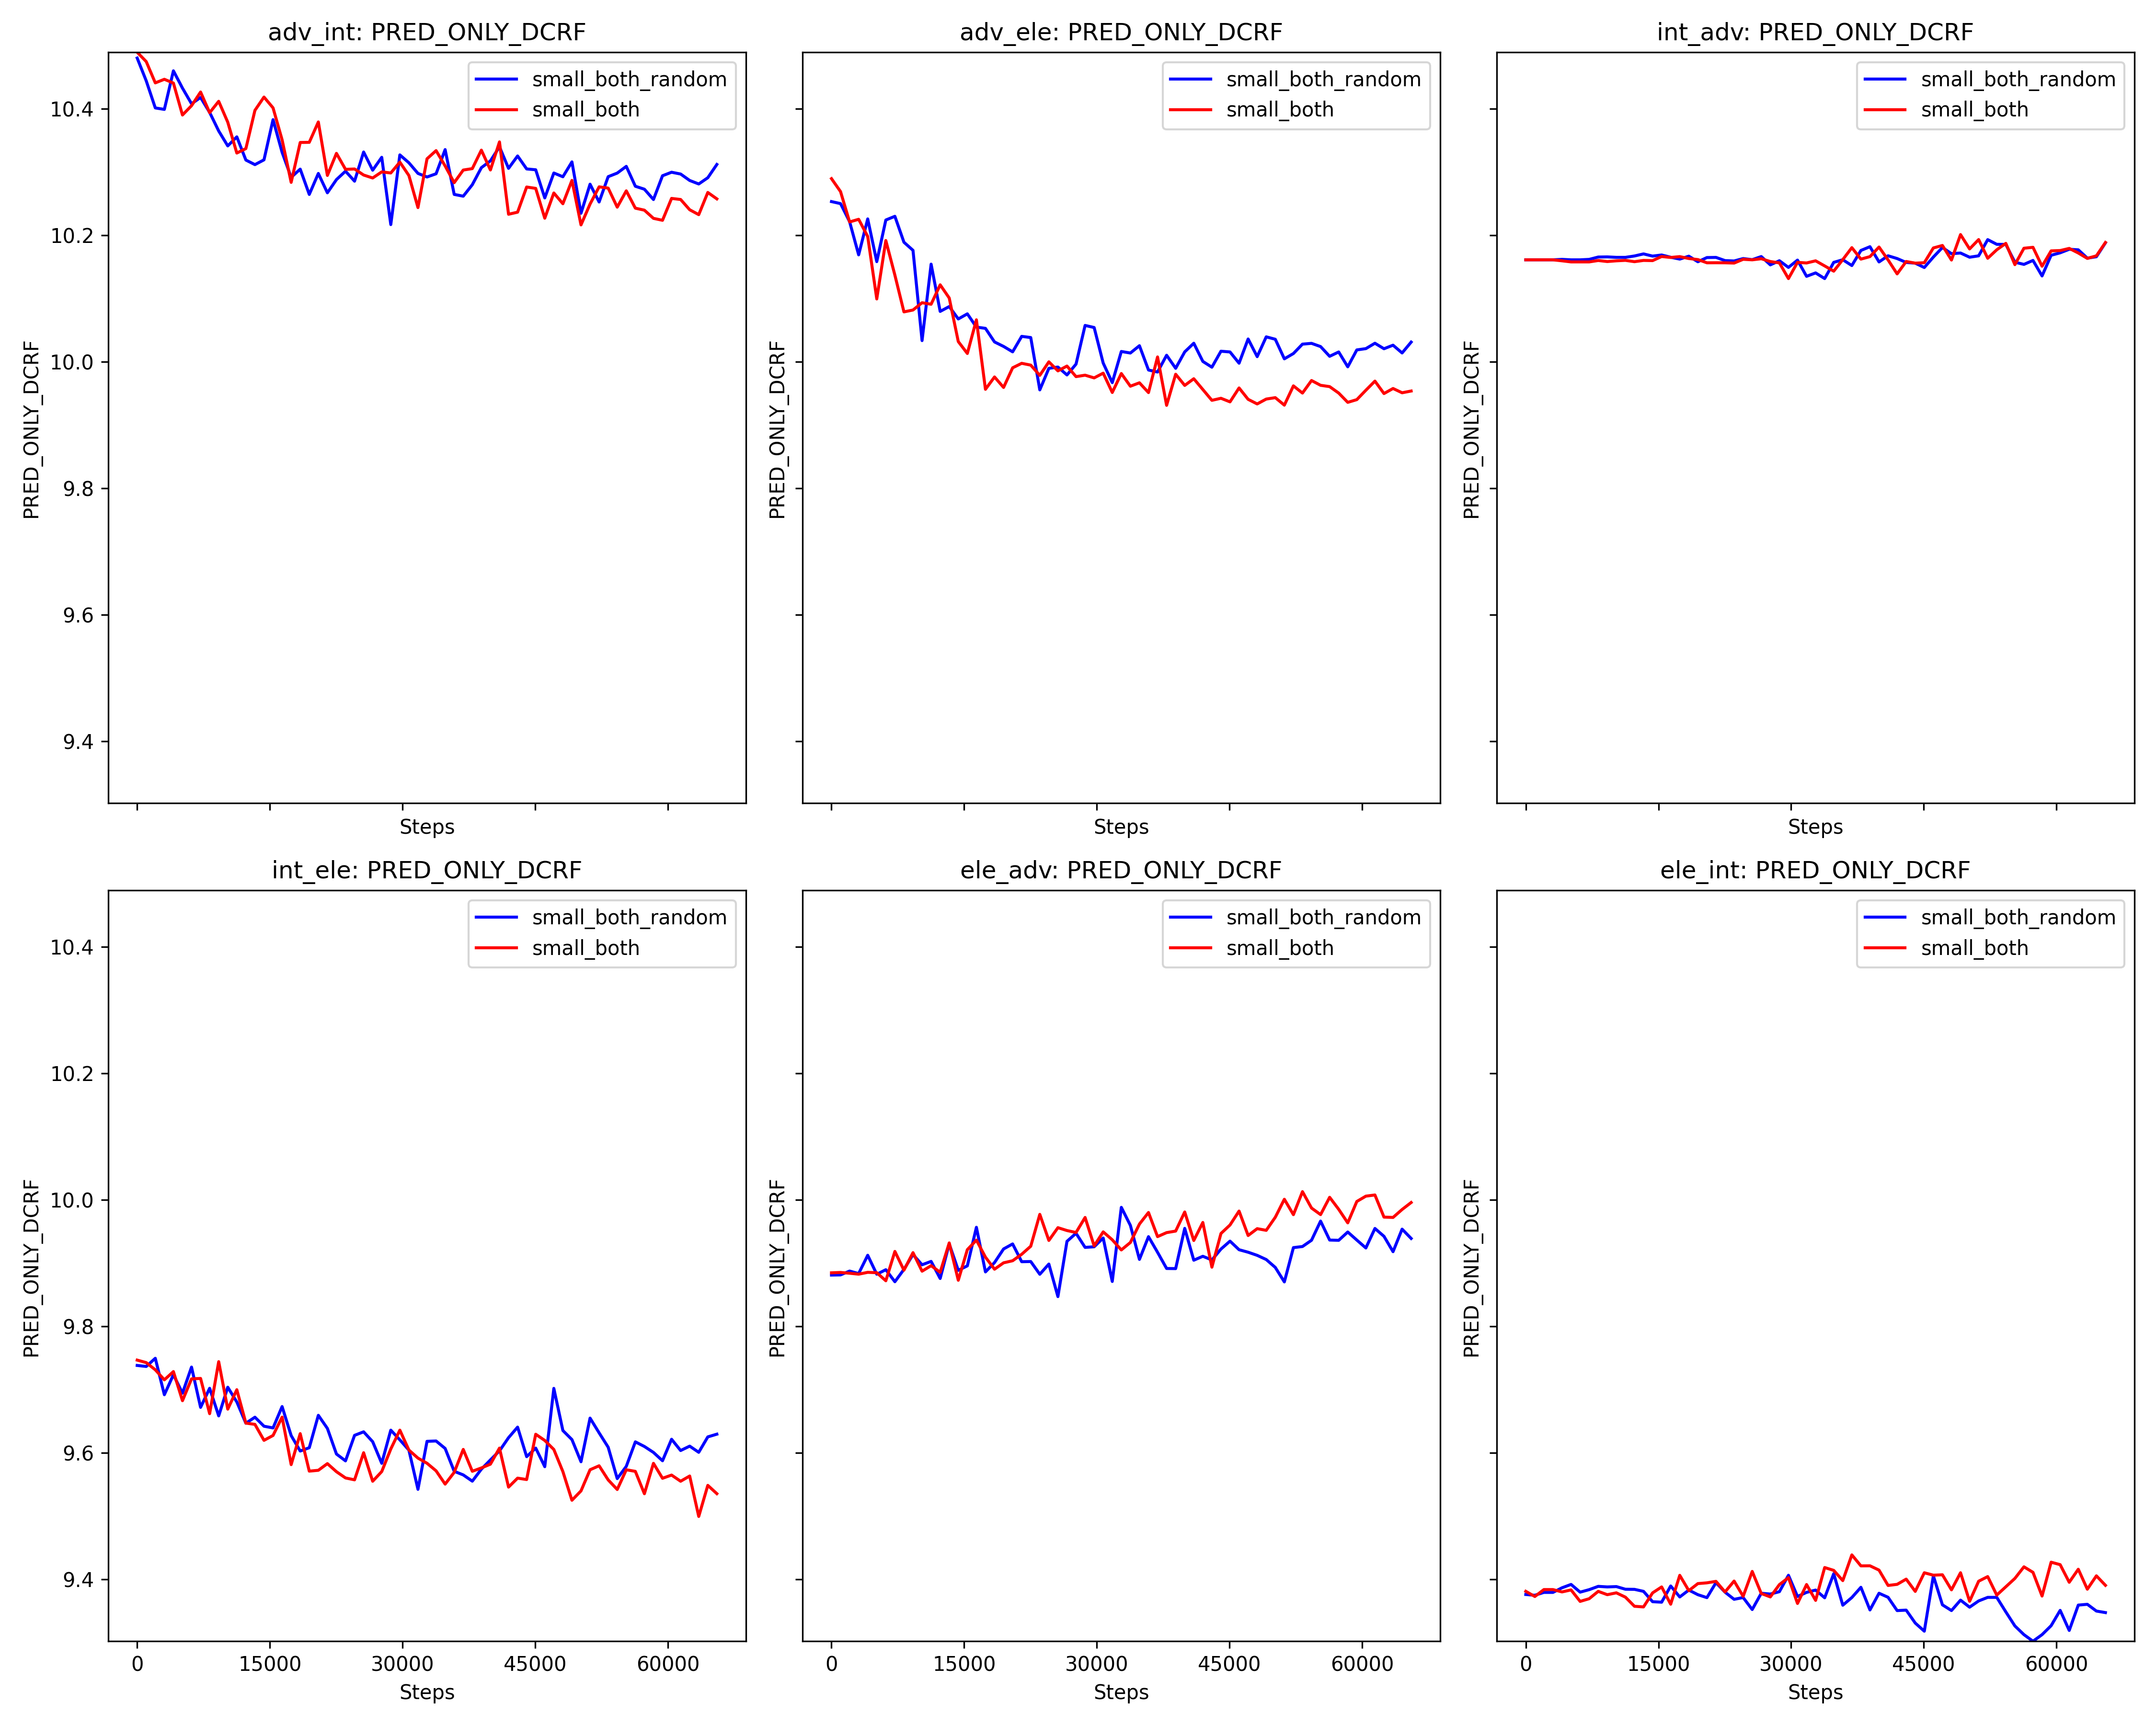 adv_int: PRED_ONLY_DCRF
adv_ele: PRED_ONLY_DCRF
int_adv: PRED_ONLY_DCRF
small_both_random
small_both
small_both_random
small_both
small_both_random
small_both
10.4
10.2
10.0
9.8
9.6
9.4
PRED_ONLY_DCRF
PRED_ONLY_DCRF
PRED_ONLY_DCRF
Steps
Steps
Steps
int_ele: PRED_ONLY_DCRF
ele_adv: PRED_ONLY_DCRF
ele_int: PRED_ONLY_DCRF
small_both_random
small_both
small_both_random
small_both
small_both_random
small_both
10.4
10.2
10.0
9.8
9.6
9.4
PRED_ONLY_DCRF
PRED_ONLY_DCRF
PRED_ONLY_DCRF
0 15000 30000 45000 60000
0 15000 30000 45000 60000
0 15000 30000 45000 60000
Steps
Steps
Steps